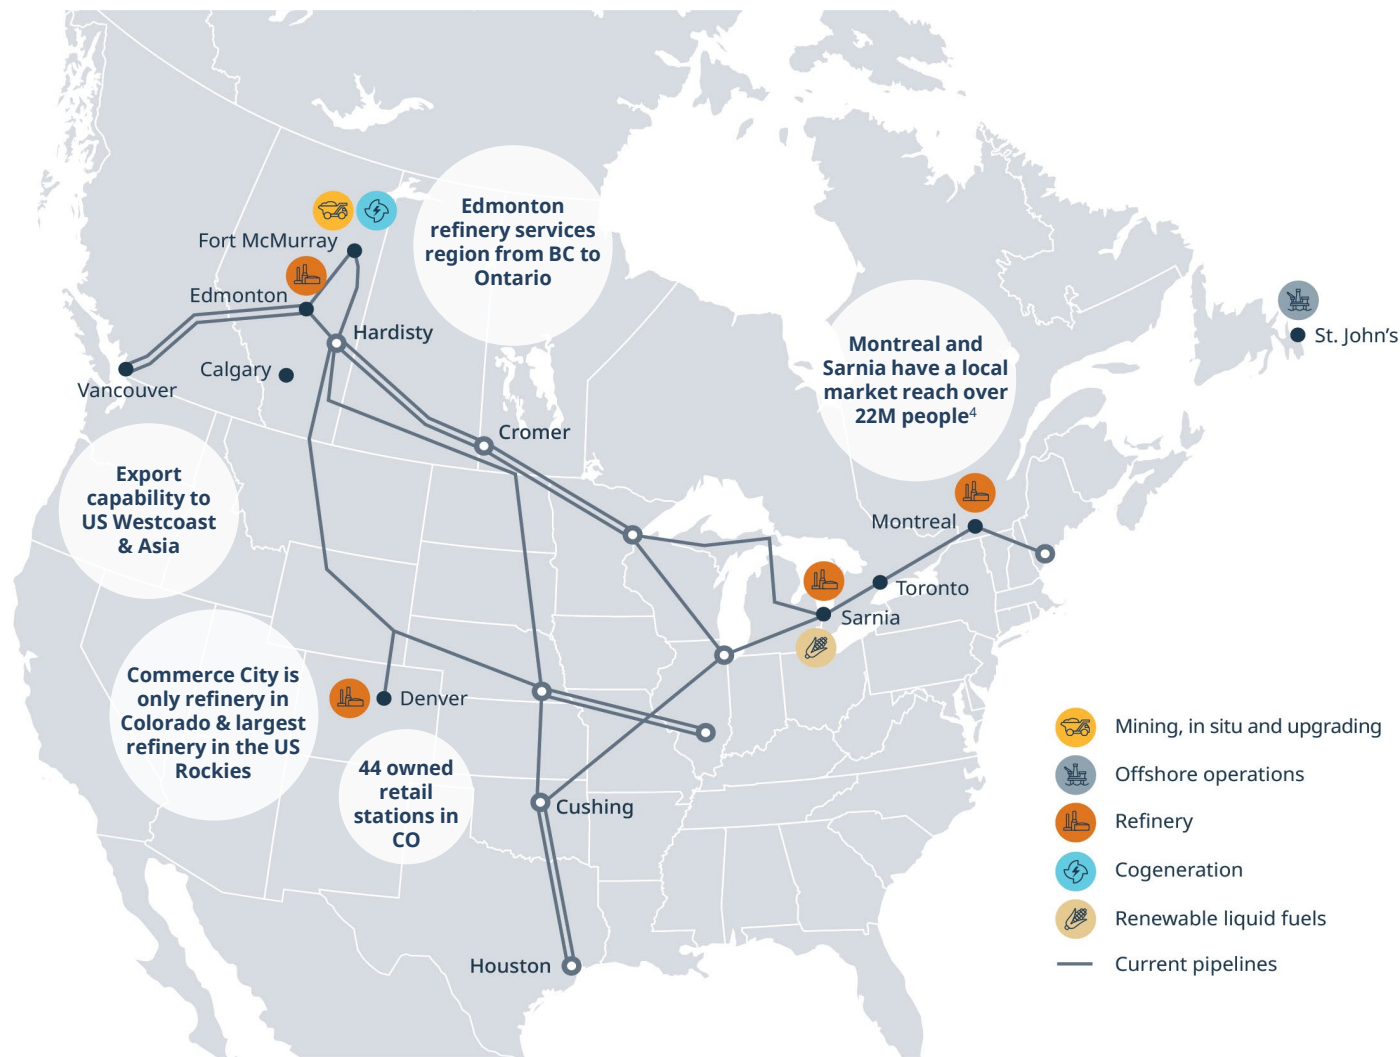 Edmonton
refinery services
region from BC to
Ontario
Fort McMurray
Edmonton
Hardisty
Calgary
Vancouver
Cromer
Montreal and
Sarnia have a local
market reach over
22M people⁴
St. John's
Export
capability to
US Westcoast
& Asia
Montreal
Toronto
Sarnia
Commerce City is
only refinery in
Colorado & largest
refinery in the US
Rockies
Denver
44 owned
retail
stations in
CO
Cushing
Houston
Mining, in situ and upgrading
Offshore operations
Refinery
Cogeneration
Renewable liquid fuels
Current pipelines